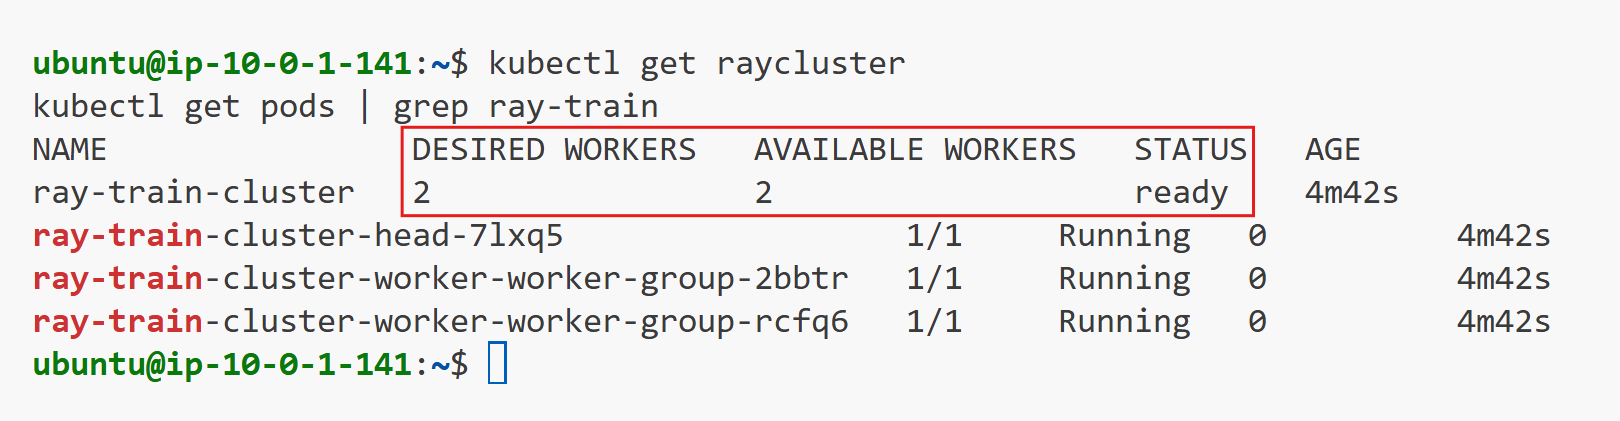 ubuntu@ip-10-0-1-141:~$ kubectl get raycluster
kubectl get pods | grep ray-train
NAME                DESIRED WORKERS   AVAILABLE WORKERS   STATUS   AGE
ray-train-cluster   2                 2                   ready    4m42s
ray-train-cluster-head-7lxq5                  1/1     Running   0          4m42s
ray-train-cluster-worker-worker-group-2bbtr   1/1     Running   0          4m42s
ray-train-cluster-worker-worker-group-rcfq6   1/1     Running   0          4m42s
ubuntu@ip-10-0-1-141:~$